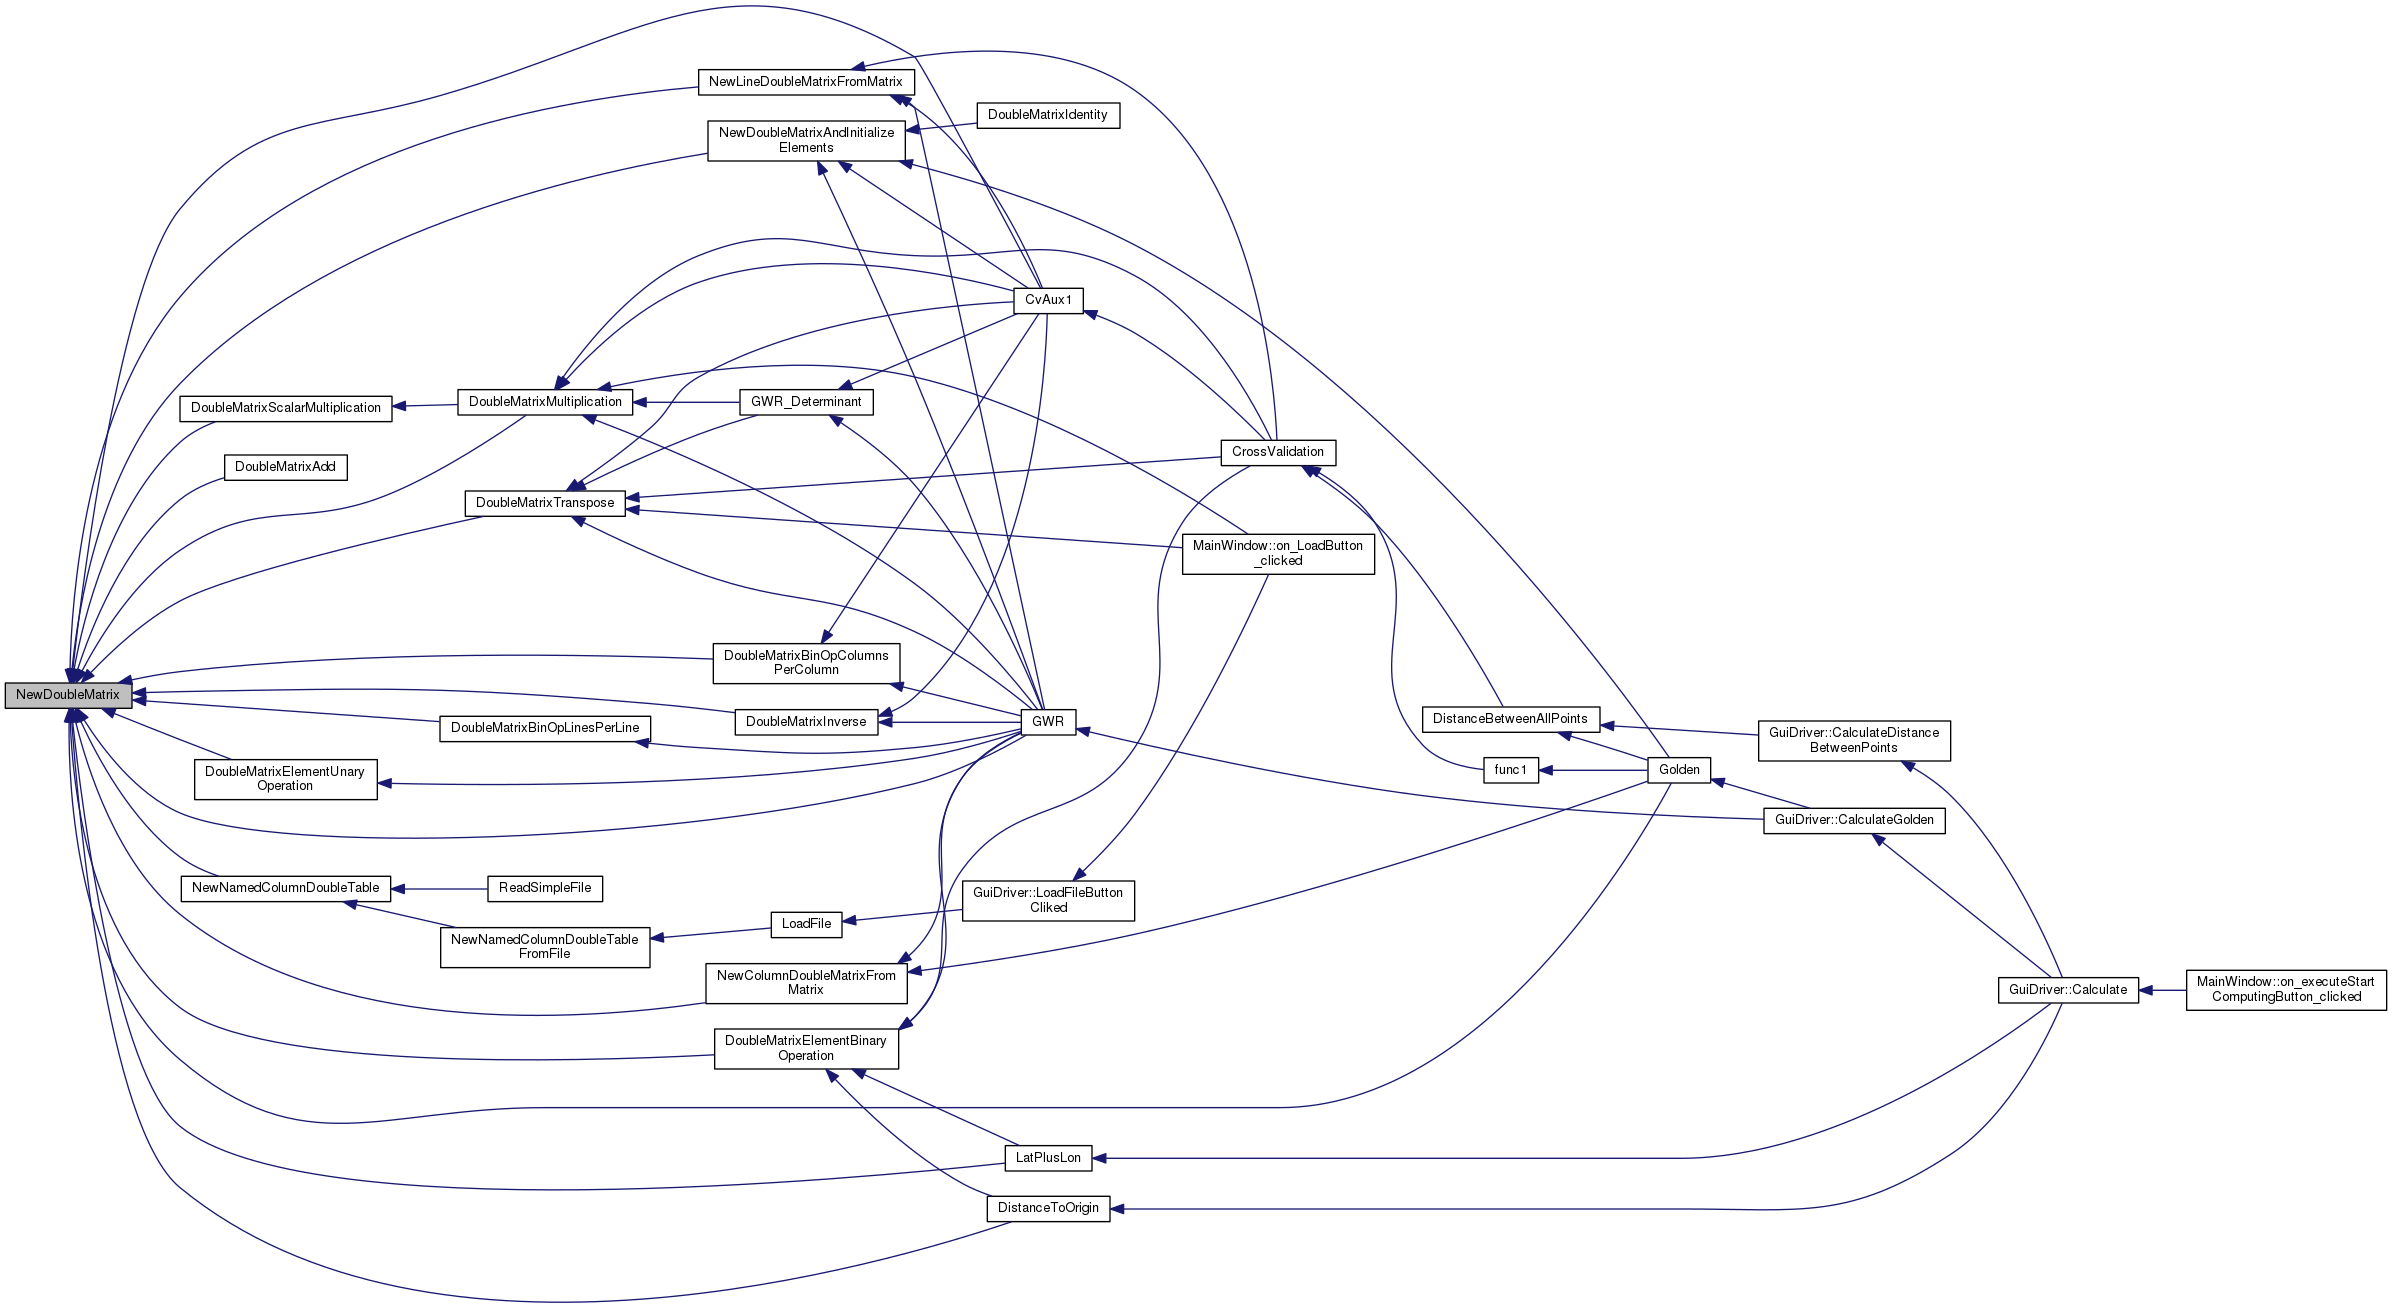 NewLineDoubleMatrixFromMatrix
DoubleMatrixIdentity
NewDoubleMatrixAndInitialize
Elements
CvAux1
DoubleMatrixScalarMultiplication
DoubleMatrixMultiplication
GWR_Determinant
CrossValidation
DoubleMatrixAdd
DoubleMatrixTranspose
MainWindow::on_LoadButton
_clicked
DoubleMatrixBinOpColumns
PerColumn
NewDoubleMatrix
DoubleMatrixInverse
GWR
DoubleMatrixBinOpLinesPerLine
DistanceBetweenAllPoints
GuiDriver::CalculateDistance
BetweenPoints
DoubleMatrixElementUnary
Operation
func1
Golden
GuiDriver::CalculateGolden
NewNamedColumnDoubleTable
ReadSimpleFile
GuiDriver::LoadFileButton
Cliked
LoadFile
NewNamedColumnDoubleTable
FromFile
NewColumnDoubleMatrixFrom
Matrix
GuiDriver::Calculate
MainWindow::on_executeStart
ComputingButton_clicked
DoubleMatrixElementBinary
Operation
LatPlusLon
DistanceToOrigin